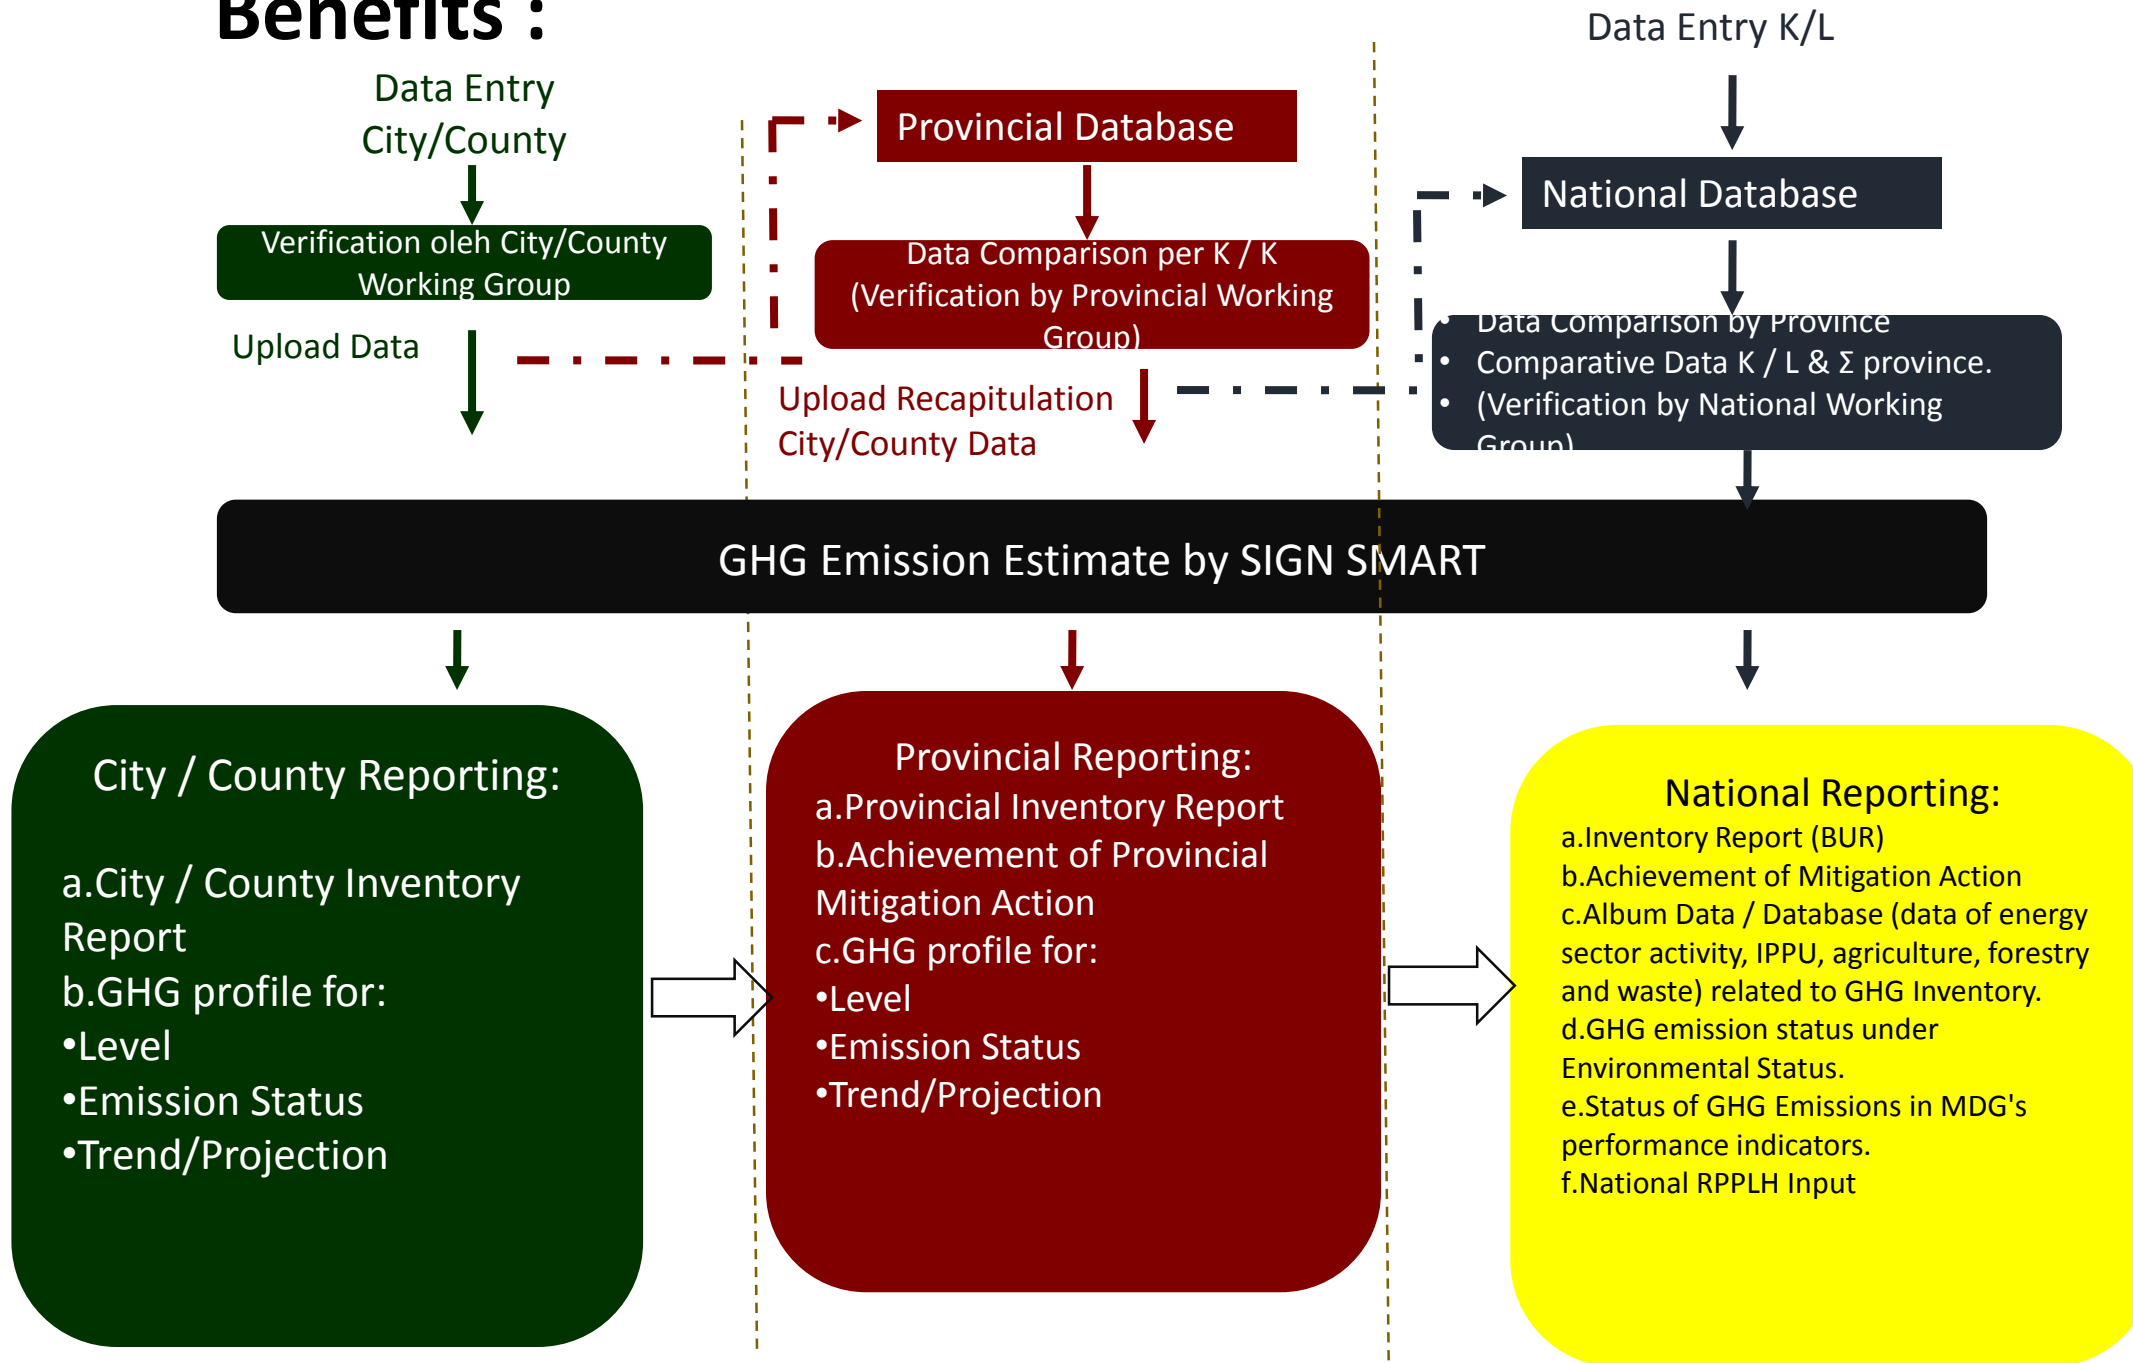 Benefits :
Data Entry
City/County
Verification oleh City/County
Working Group
Upload Data
Provincial Database
Data Comparison per K / K
(Verification by Provincial Working
Group)
Upload Recapitulation
City/County Data
Data Entry K/L
National Database
• Data Comparison by Province
• Comparative Data K / L & Σ province.
• (Verification by National Working
Group)
GHG Emission Estimate by SIGN SMART
City / County Reporting:
a.City / County Inventory
Report
b.GHG profile for:
•Level
•Emission Status
•Trend/Projection
Provincial Reporting:
a.Provincial Inventory Report
b.Achievement of Provincial
Mitigation Action
c.GHG profile for:
•Level
•Emission Status
•Trend/Projection
National Reporting:
a.Inventory Report (BUR)
b.Achievement of Mitigation Action
c.Album Data / Database (data of energy
sector activity, IPPU, agriculture, forestry
and waste) related to GHG Inventory.
d.GHG emission status under
Environmental Status.
e.Status of GHG Emissions in MDG's
performance indicators.
f.National RPPLH Input